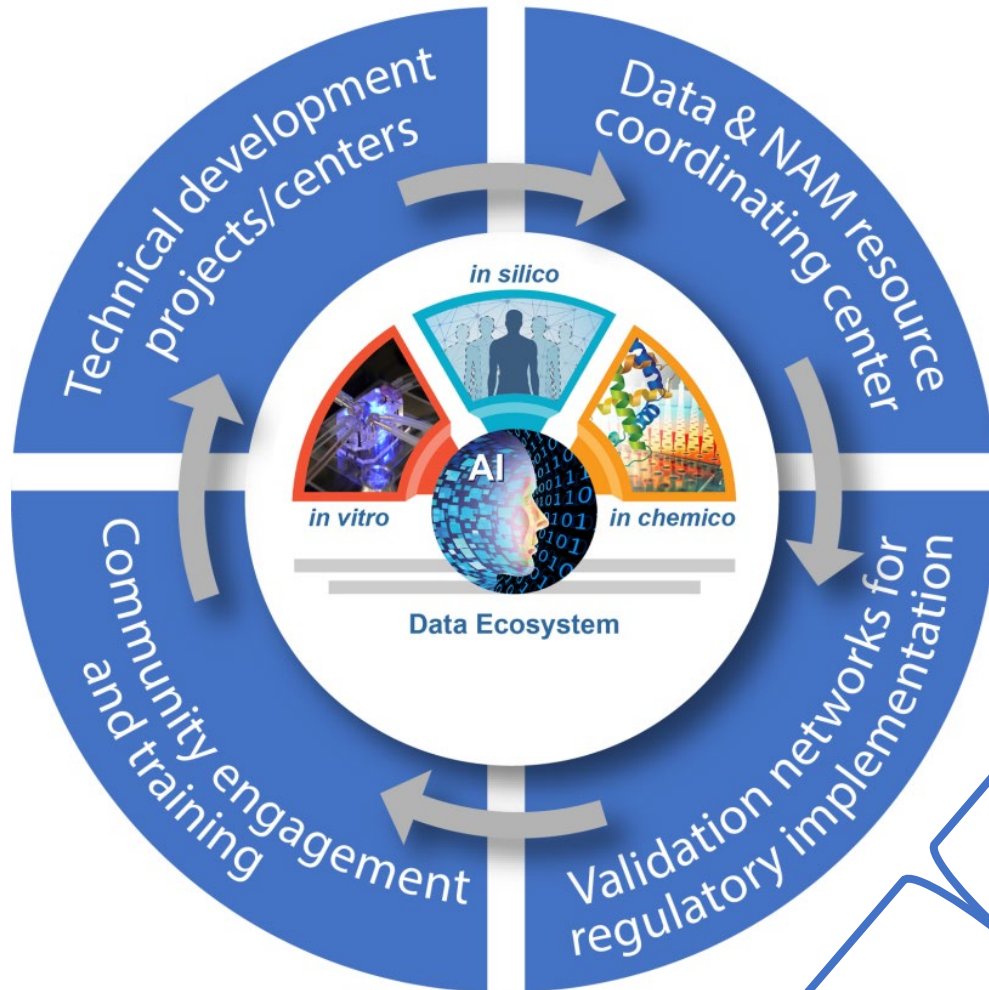 Technical development
projects/centers
Data & NAM resource
coordinating center
in silico
AI
in vitro
in chemico
Data Ecosystem
Community engagement
and training
Validation networks for
regulatory implementation